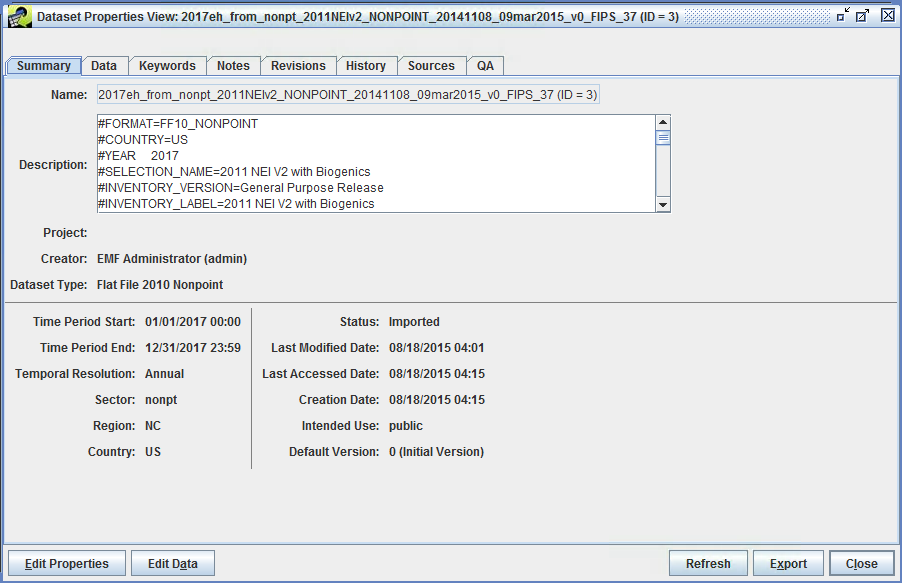 Dataset Properties View: 2017eh_from_nonpt_2011NEIv2_NONPOINT_20141108_09mar2015_v0_FIPS_37 (ID = 3)
Summary Data Keywords Notes Revisions History Sources QA
Name: 2017eh_from_nonpt_2011NEIv2_NONPOINT_20141108_09mar2015_v0_FIPS_37 (ID = 3)
Description:
#FORMAT=FF10_NONPOINT
#COUNTRY=US
#YEAR 2017
#SELECTION_NAME=2011 NEI V2 with Biogenics
#INVENTORY_VERSION=General Purpose Release
#INVENTORY_LABEL=2011 NEI V2 with Biogenics
Project:
Creator: EMF Administrator (admin)
Dataset Type: Flat File 2010 Nonpoint
Time Period Start: 01/01/2017 00:00
Time Period End: 12/31/2017 23:59
Temporal Resolution: Annual
Sector: nonpt
Region: NC
Country: US
Status: Imported
Last Modified Date: 08/18/2015 04:01
Last Accessed Date: 08/18/2015 04:15
Creation Date: 08/18/2015 04:15
Intended Use: public
Default Version: 0 (Initial Version)
Edit Properties Edit Data Refresh Export Close